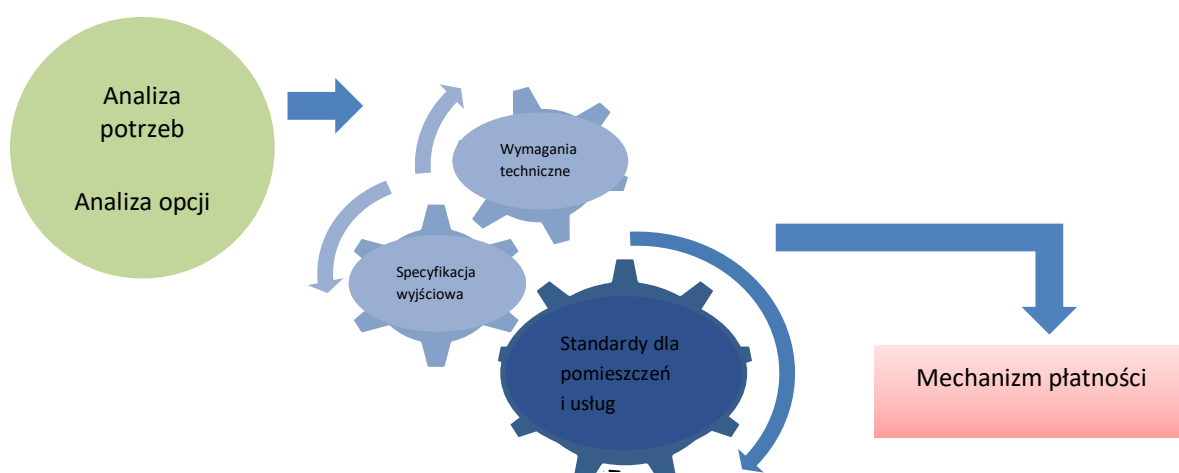 Analiza
potrzeb
Analiza opcji
Wymagania
techniczne
Specyfikacja
wyjściowa
Standardy dla
pomieszczeń
i usług
Mechanizm płatności